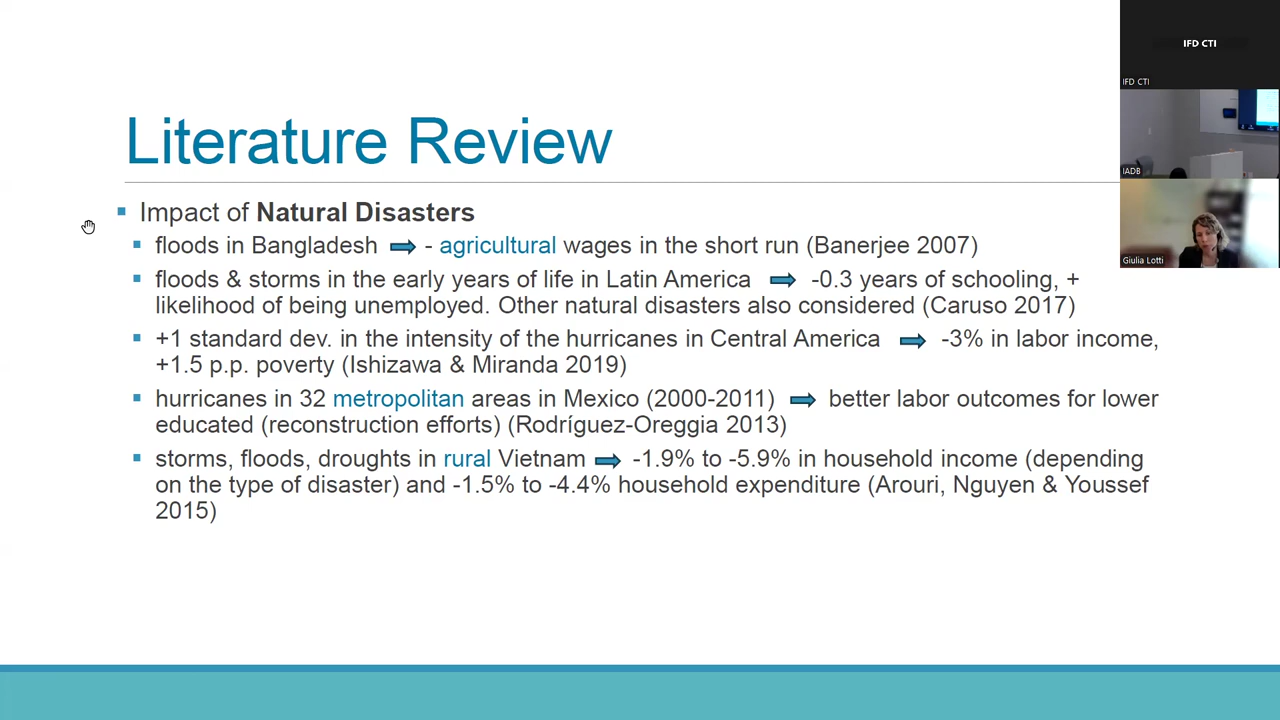 Literature Review
Impact of Natural Disasters
floods in Bangladesh - agricultural wages in the short run (Banerjee 2007)
floods & storms in the early years of life in Latin America -0.3 years of schooling, +
likelihood of being unemployed. Other natural disasters also considered (Caruso 2017)
+1 standard dev. in the intensity of the hurricanes in Central America -3% in labor income,
+1.5 p.p. poverty (Ishizawa & Miranda 2019)
hurricanes in 32 metropolitan areas in Mexico (2000-2011) better labor outcomes for lower
educated (reconstruction efforts) (Rodríguez-Oreggia 2013)
storms, floods, droughts in rural Vietnam -1.9% to -5.9% in household income (depending
on the type of disaster) and -1.5% to -4.4% household expenditure (Arouri, Nguyen & Youssef
2015)
IFD CTI
IFD CTI
IADB
Giulia Lotti